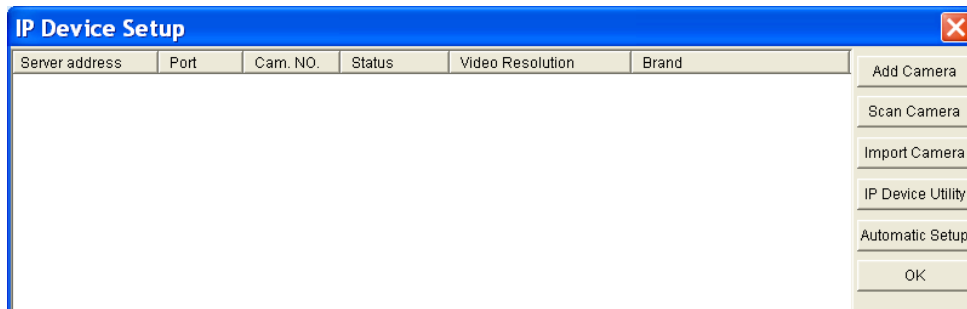 IP Device Setup
Server address Port Cam. NO. Status Video Resolution Brand
Add Camera
Scan Camera
Import Camera
IP Device Utility
Automatic Setup
OK